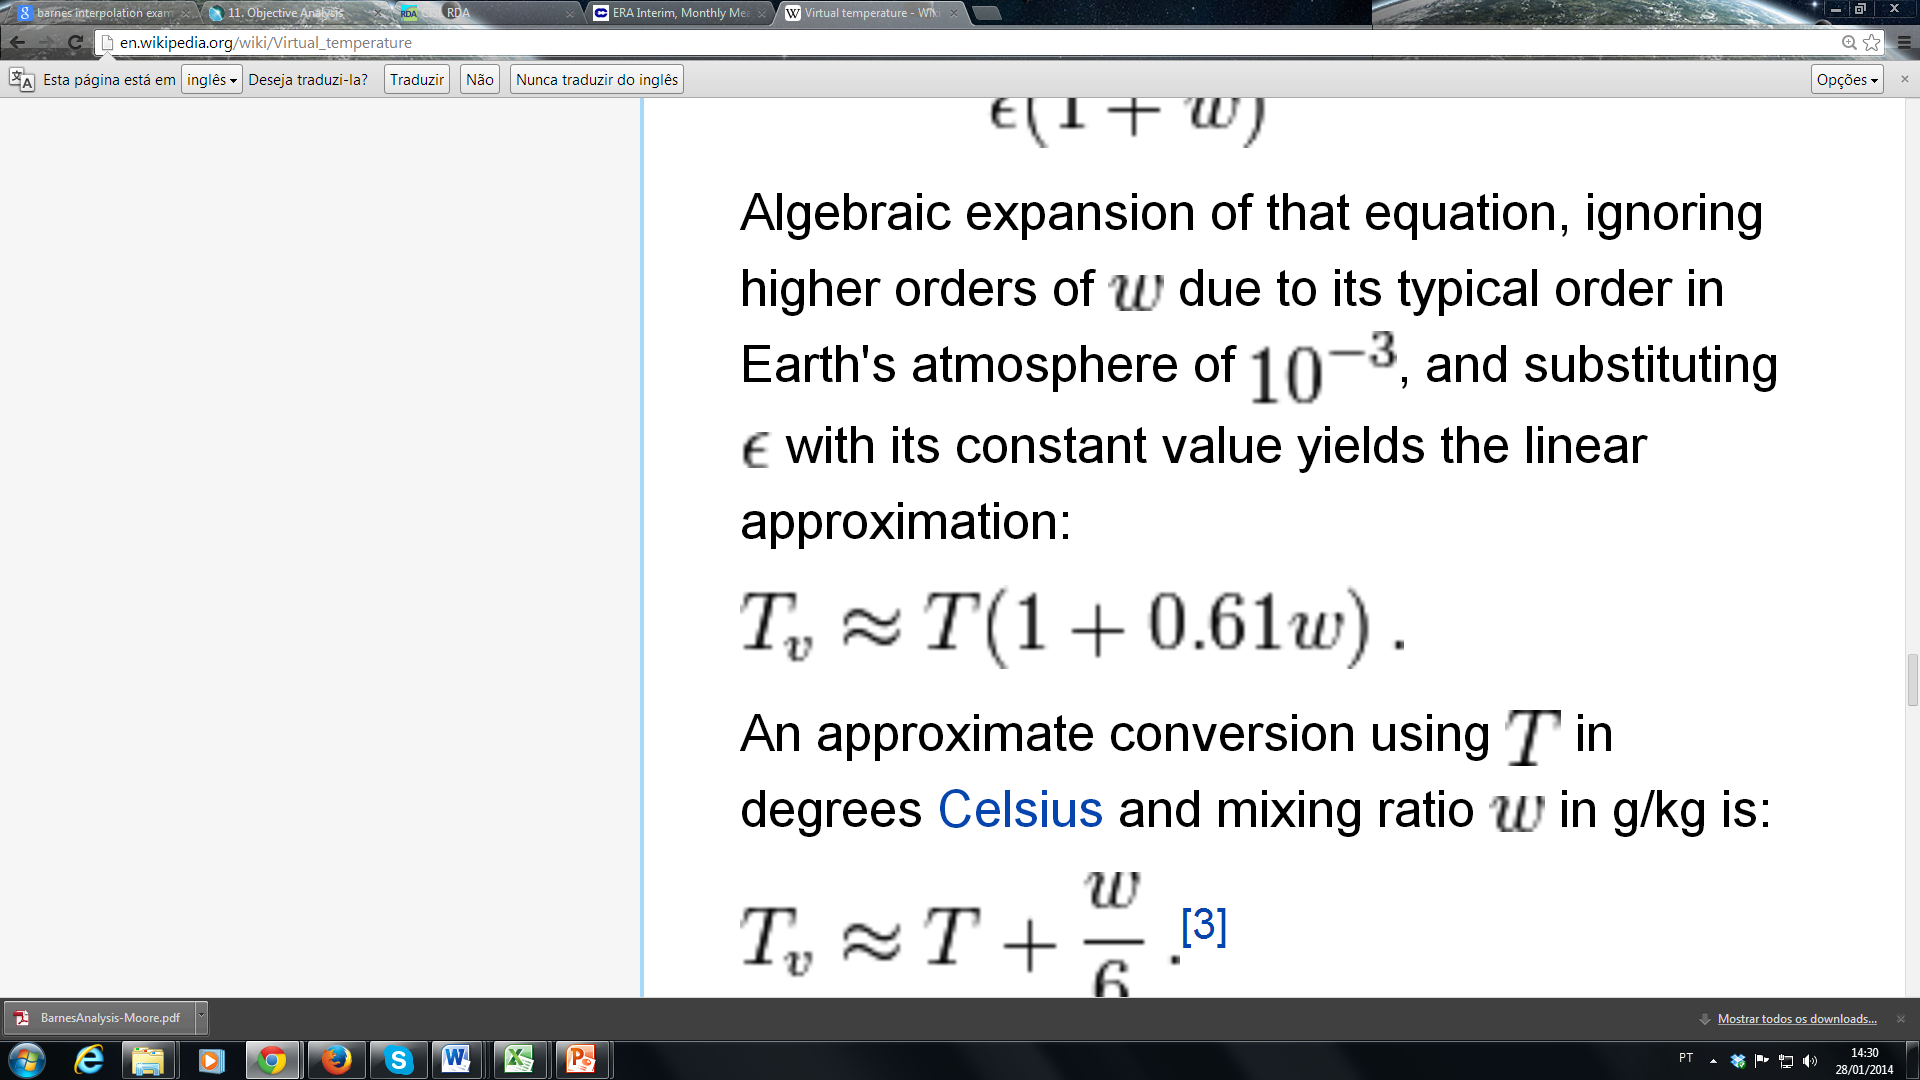 barnes interpolation exam
11. Objective Analysis
RDA
ERA Interim, Monthly Me
Virtual temperature - Wik
en.wikipedia.org/wiki/Virtual_temperature
Esta página está em inglês Deseja traduzi-la? Traduzir Não Nunca traduzir do inglês Opções
ϵ(1 + w)
Algebraic expansion of that equation, ignoring
higher orders of w due to its typical order in
Earth's atmosphere of 10⁻³, and substituting
ϵ with its constant value yields the linear
approximation:
Tᵥ ≈ T(1 + 0.61w) .
An approximate conversion using T in
degrees Celsius and mixing ratio w in g/kg is:
Tᵥ ≈ T + w/6 .[3]
BarnesAnalysis-Moore.pdf
Mostrar todos os downloads...
PT
14:30
28/01/2014